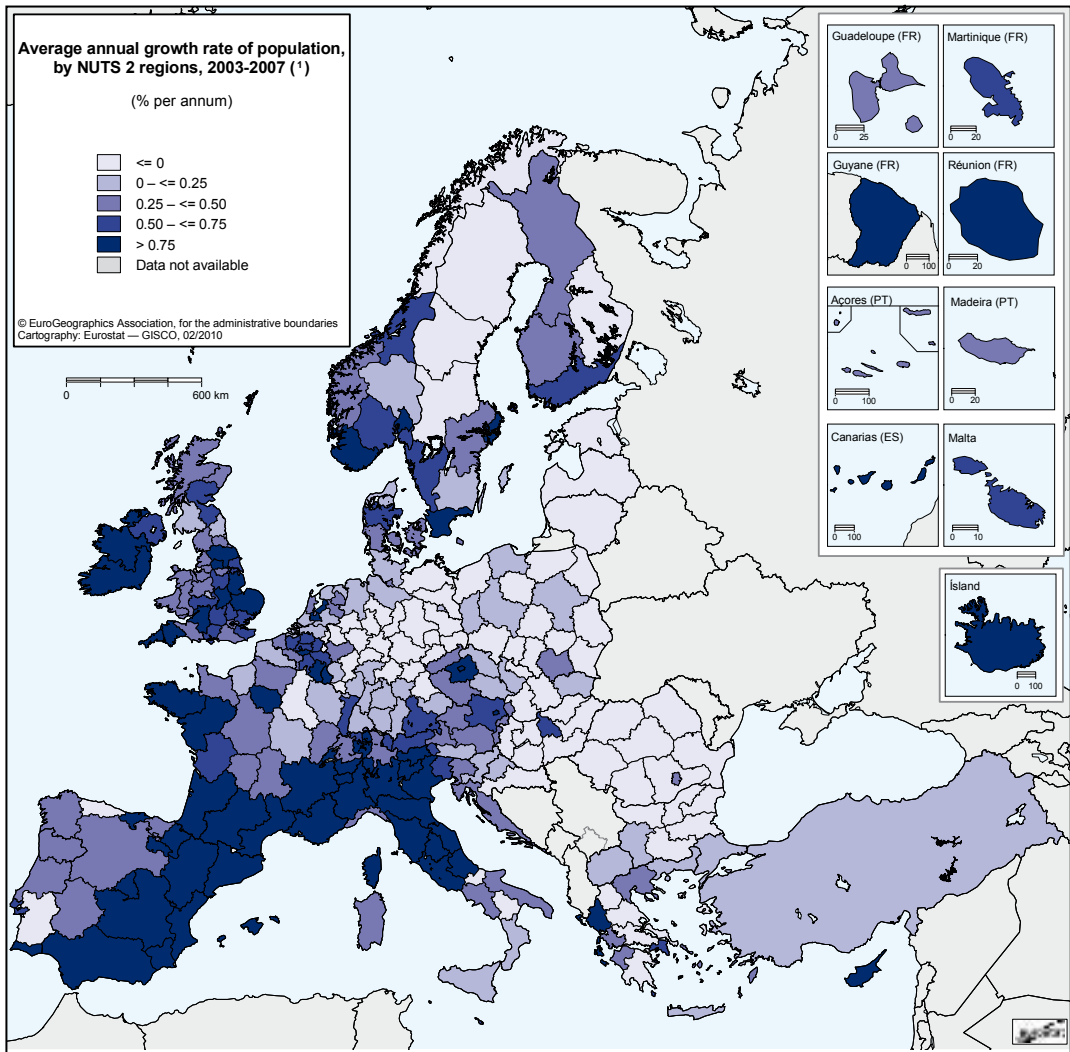 Average annual growth rate of population,
by NUTS 2 regions, 2003-2007 (¹)
(% per annum)
<= 0
0 – <= 0.25
0.25 – <= 0.50
0.50 – <= 0.75
> 0.75
Data not available
© EuroGeographics Association, for the administrative boundaries
Cartography: Eurostat — GISCO, 02/2010
0 600 km
Guadeloupe (FR)
0 25
Martinique (FR)
0 20
Guyane (FR)
0 100
Réunion (FR)
0 20
Açores (PT)
0 100
Madeira (PT)
0 20
Canarias (ES)
0 100
Malta
0 10
Ísland
0 100